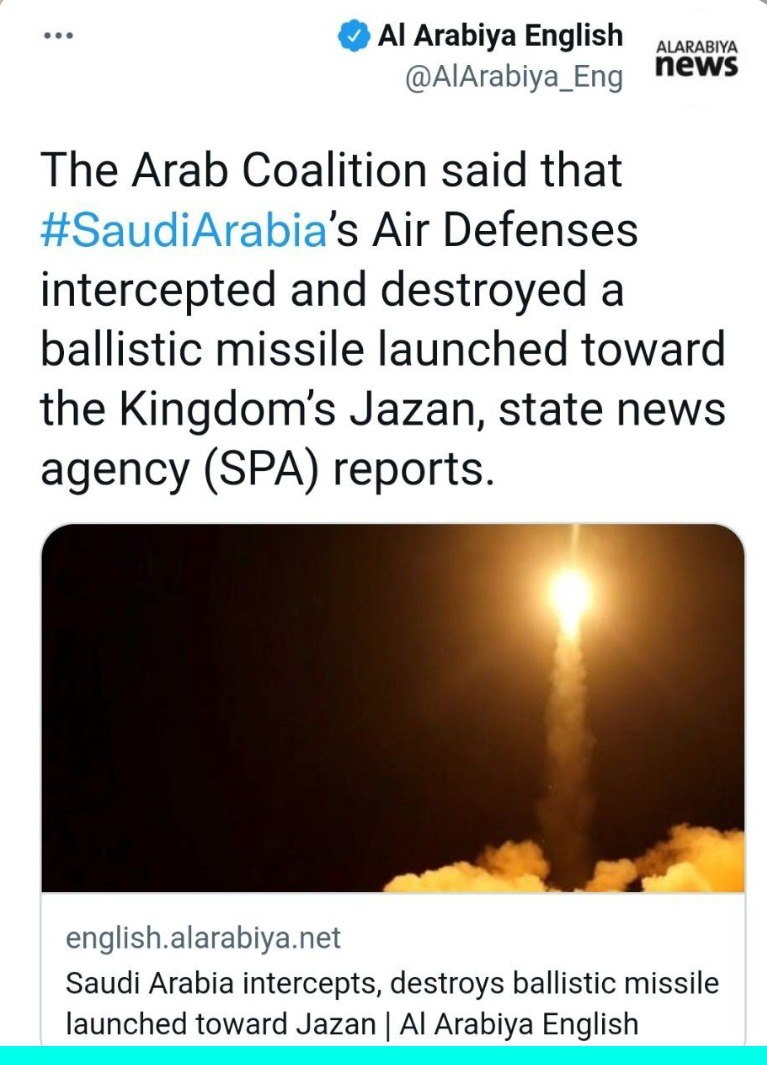 Al Arabiya English
@AlArabiya_Eng
ALARABIYA
news
The Arab Coalition said that
#SaudiArabia's Air Defenses
intercepted and destroyed a
ballistic missile launched toward
the Kingdom's Jazan, state news
agency (SPA) reports.
english.alarabiya.net
Saudi Arabia intercepts, destroys ballistic missile
launched toward Jazan | Al Arabiya English